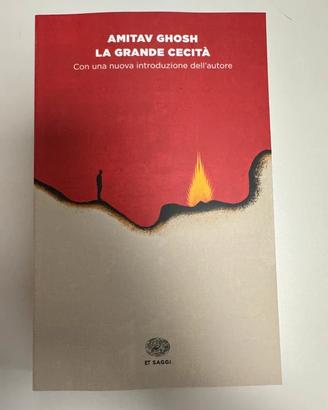 AMITAV GHOSH
LA GRANDE CECITÀ
Con una nuova introduzione dell'autore
ET SAGGI